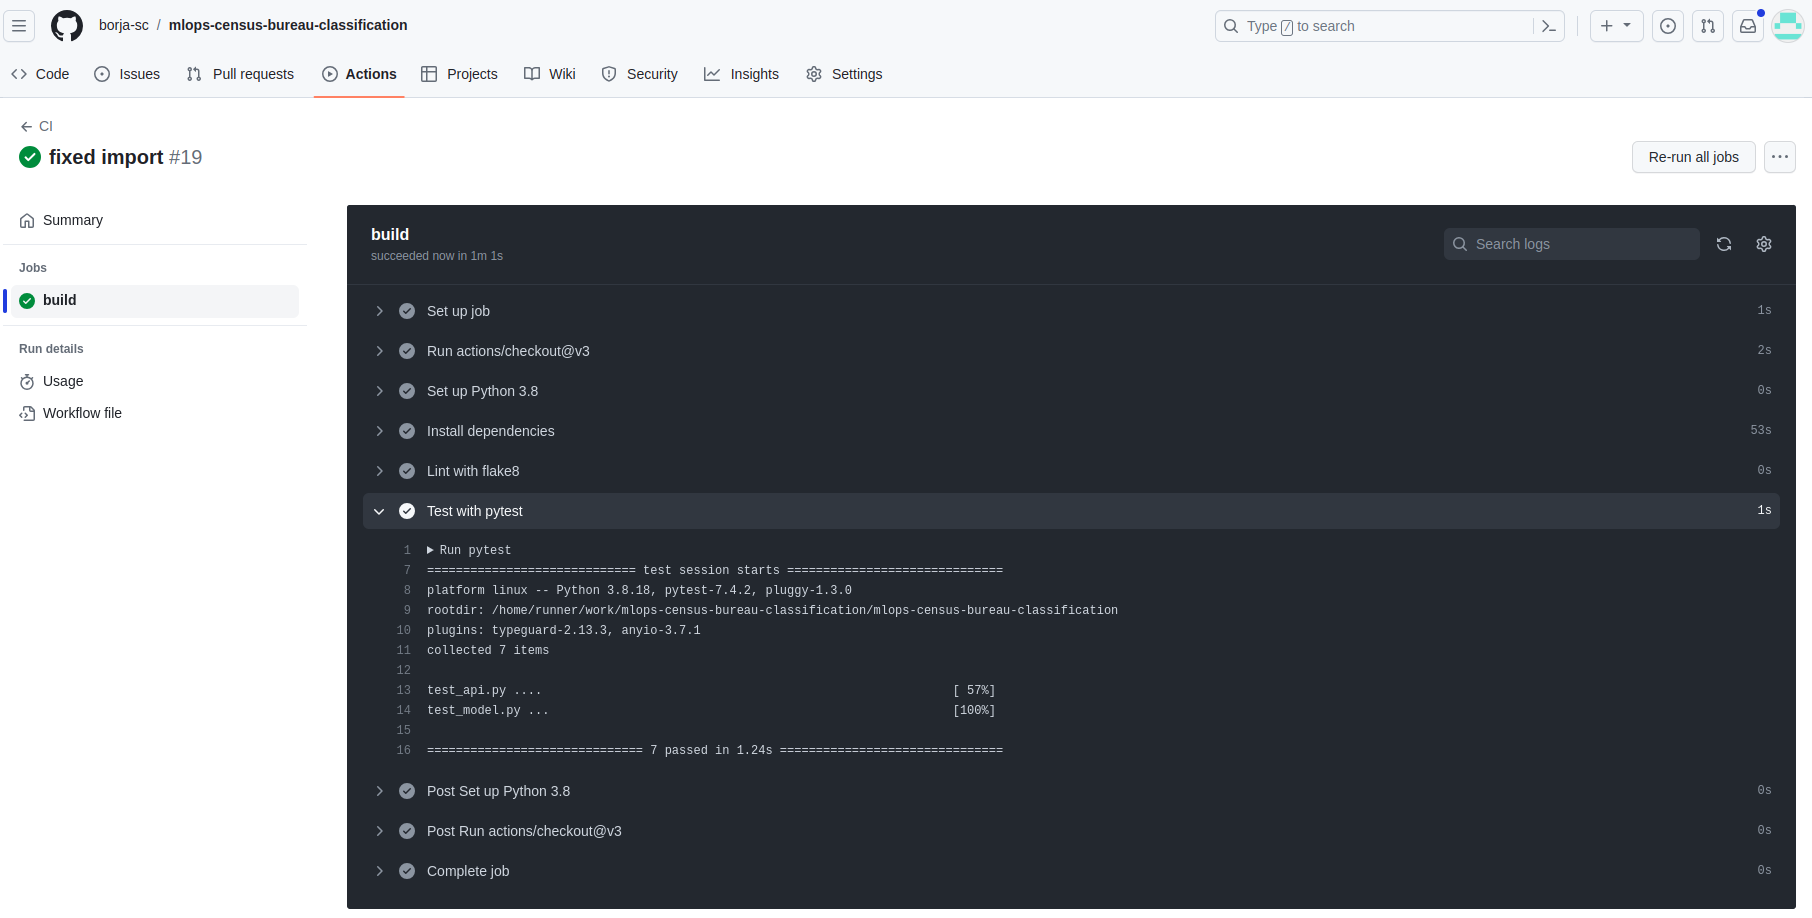 borja-sc / mlops-census-bureau-classification
Type / to search
Code Issues Pull requests Actions Projects Wiki Security Insights Settings
CI
fixed import #19
Re-run all jobs
Summary
Jobs
build
Run details
Usage
Workflow file
build
succeeded now in 1m 1s
Search logs
Set up job 1s
Run actions/checkout@v3 2s
Set up Python 3.8 0s
Install dependencies 53s
Lint with flake8 0s
Test with pytest 1s
1 Run pytest
7 ============================= test session starts ==============================
8 platform linux -- Python 3.8.18, pytest-7.4.2, pluggy-1.3.0
9 rootdir: /home/runner/work/mlops-census-bureau-classification/mlops-census-bureau-classification
10 plugins: typeguard-2.13.3, anyio-3.7.1
11 collected 7 items
12
13 test_api.py .... [ 57%]
14 test_model.py ... [100%]
15
16 ============================== 7 passed in 1.24s ===============================
Post Set up Python 3.8 0s
Post Run actions/checkout@v3 0s
Complete job 0s